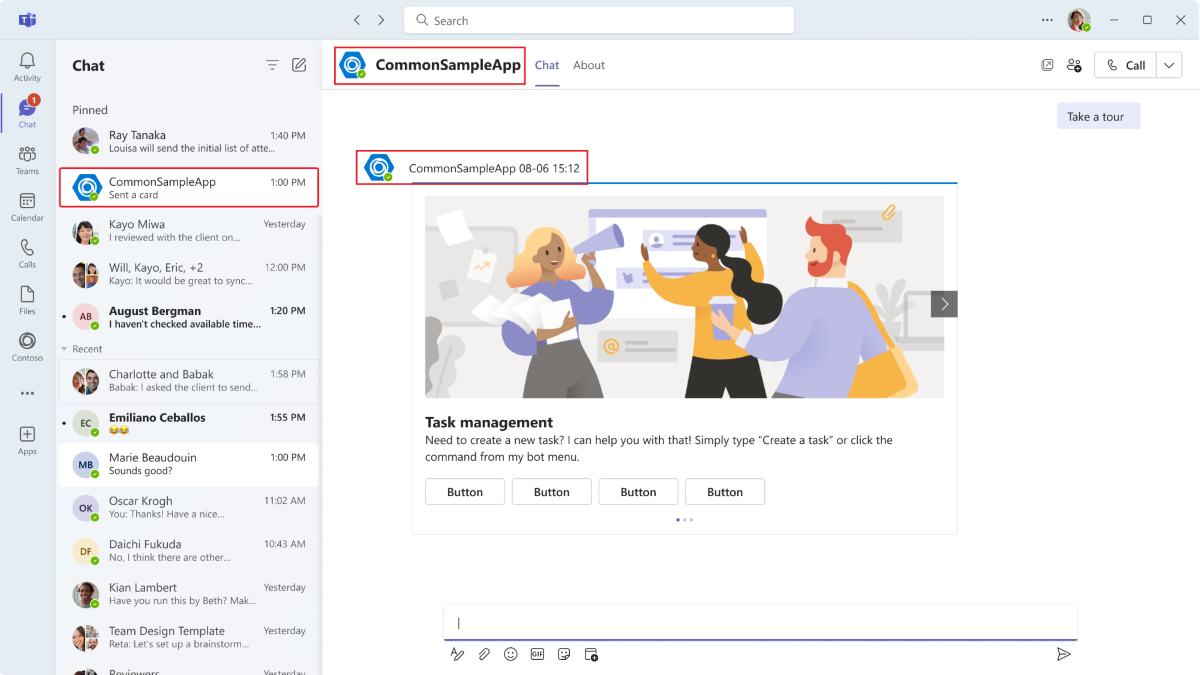 Search
Activity
1
Chat
Teams
Calendar
Calls
Files
Contoso
Apps
Chat
Pinned
Ray Tanaka 1:40 PM
Louisa will send the initial list of atte...
CommonSampleApp 1:00 PM
Sent a card
Kayo Miwa Yesterday
I reviewed with the client on...
Will, Kayo, Eric, +2 12:00 PM
Kayo: It would be great to sync...
AB
August Bergman 1:20 PM
I haven't checked available time...
Recent
Charlotte and Babak 1:58 PM
Babak: I asked the client to send...
EC
Emiliano Ceballos 1:55 PM
😂😂
MB
Marie Beaudouin 1:00 PM
Sounds good?
OK
Oscar Krogh 11:02 AM
You: Thanks! Have a nice...
DF
Daichi Fukuda 10:43 AM
No, I think there are other...
Kian Lambert Yesterday
Have you run this by Beth? Mak...
Team Design Template Yesterday
Reta: Let's set up a brainstorm...
Reviewers Yesterday
CommonSampleApp Chat About
Call
Take a tour
CommonSampleApp 08-06 15:12
Task management
Need to create a new task? I can help you with that! Simply type “Create a task” or click the
command from my bot menu.
Button Button Button Button
GIF